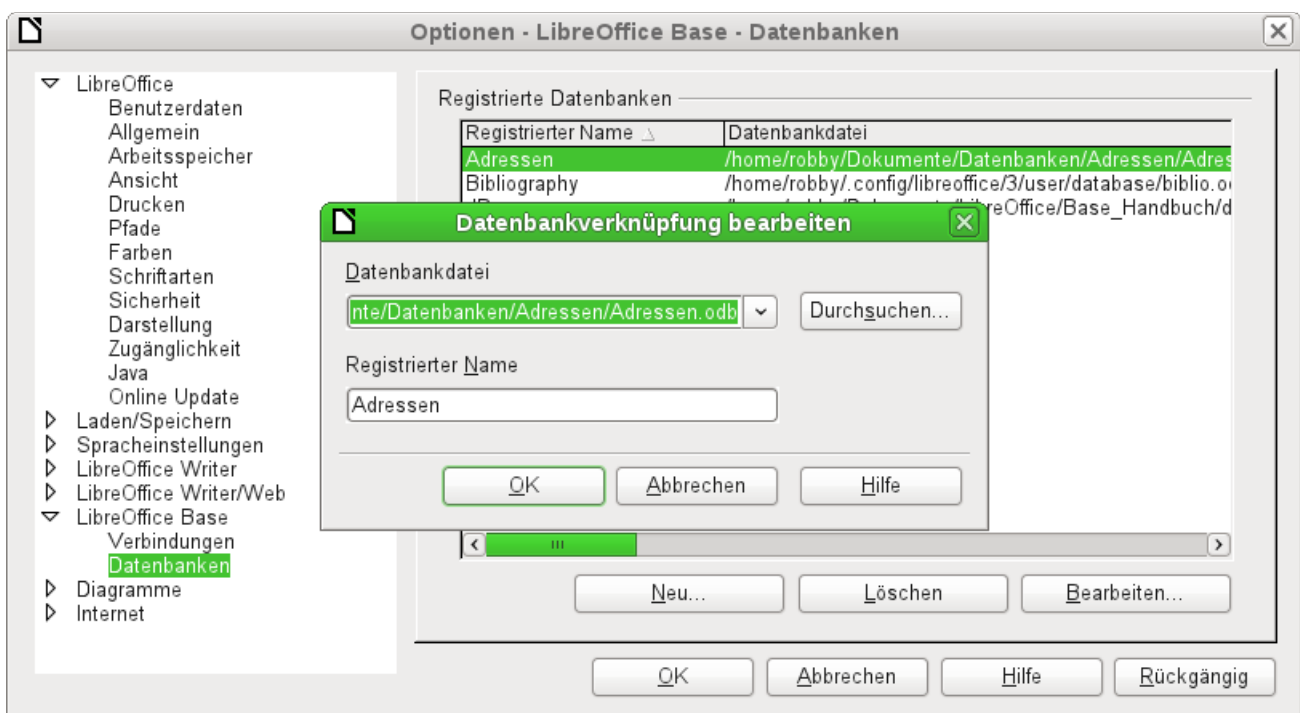 Optionen - LibreOffice Base - Datenbanken
LibreOffice
Benutzerdaten
Allgemein
Arbeitsspeicher
Ansicht
Drucken
Pfade
Farben
Schriftarten
Sicherheit
Darstellung
Zugänglichkeit
Java
Online Update
Laden/Speichern
Spracheinstellungen
LibreOffice Writer
LibreOffice Writer/Web
LibreOffice Base
Verbindungen
Datenbanken
Diagramme
Internet
Registrierte Datenbanken
Registrierter Name Datenbankdatei
Adressen /home/robby/Dokumente/Datenbanken/Adressen/Adres
Bibliography /home/robby/.config/libreoffice/3/user/database/biblio.o
Office/Base_Handbuch/d
Datenbankverknüpfung bearbeiten
Datenbankdatei
nte/Datenbanken/Adressen/Adressen.odb Durchsuchen...
Registrierter Name
Adressen
OK Abbrechen Hilfe
Neu... Löschen Bearbeiten...
OK Abbrechen Hilfe Rückgängig